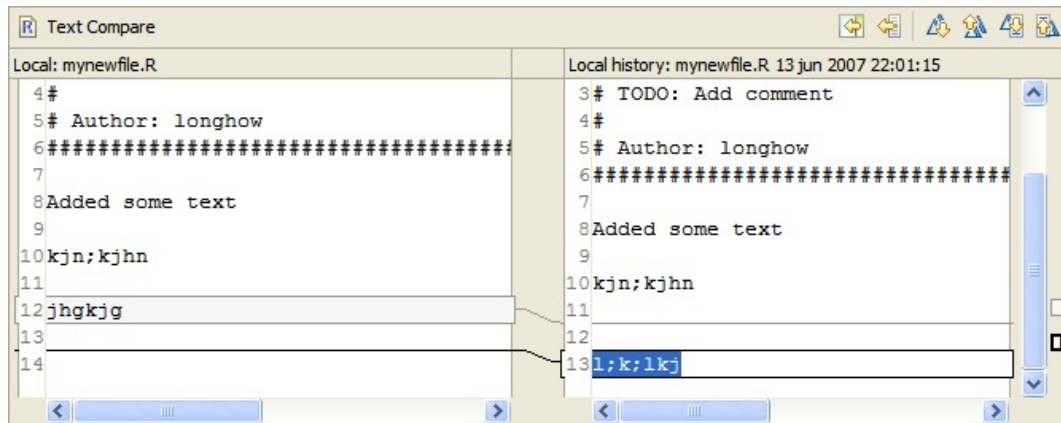 R Text Compare
Local: mynewfile.R
4#
5# Author: longhow
6#####################################
7
8Added some text
9
10kjn;kjhn
11
12jhgkjg
13
14
Local history: mynewfile.R 13 jun 2007 22:01:15
3# TODO: Add comment
4#
5# Author: longhow
6#################################
7
8Added some text
9
10kjn;kjhn
11
12
13l;k;lkj